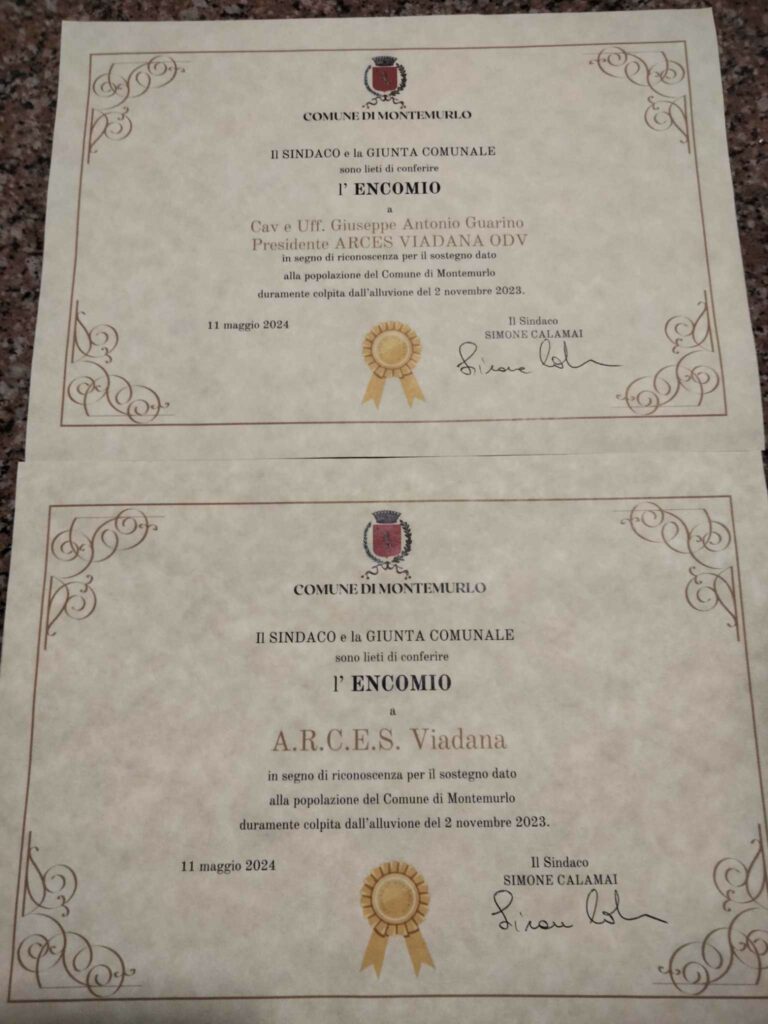 COMUNE DI MONTEMURLO
Il SINDACO e la GIUNTA COMUNALE
sono lieti di conferire
l' ENCOMIO
a
Cav e Uff. Giuseppe Antonio Guarino
Presidente ARCES VIADANA ODV
in segno di riconoscenza per il sostegno dato
alla popolazione del Comune di Montemurlo
duramente colpita dall'alluvione del 2 novembre 2023.
11 maggio 2024
Il Sindaco
SIMONE CALAMAI
COMUNE DI MONTEMURLO
Il SINDACO e la GIUNTA COMUNALE
sono lieti di conferire
l' ENCOMIO
a
A.R.C.E.S. Viadana
in segno di riconoscenza per il sostegno dato
alla popolazione del Comune di Montemurlo
duramente colpita dall'alluvione del 2 novembre 2023.
11 maggio 2024
Il Sindaco
SIMONE CALAMAI